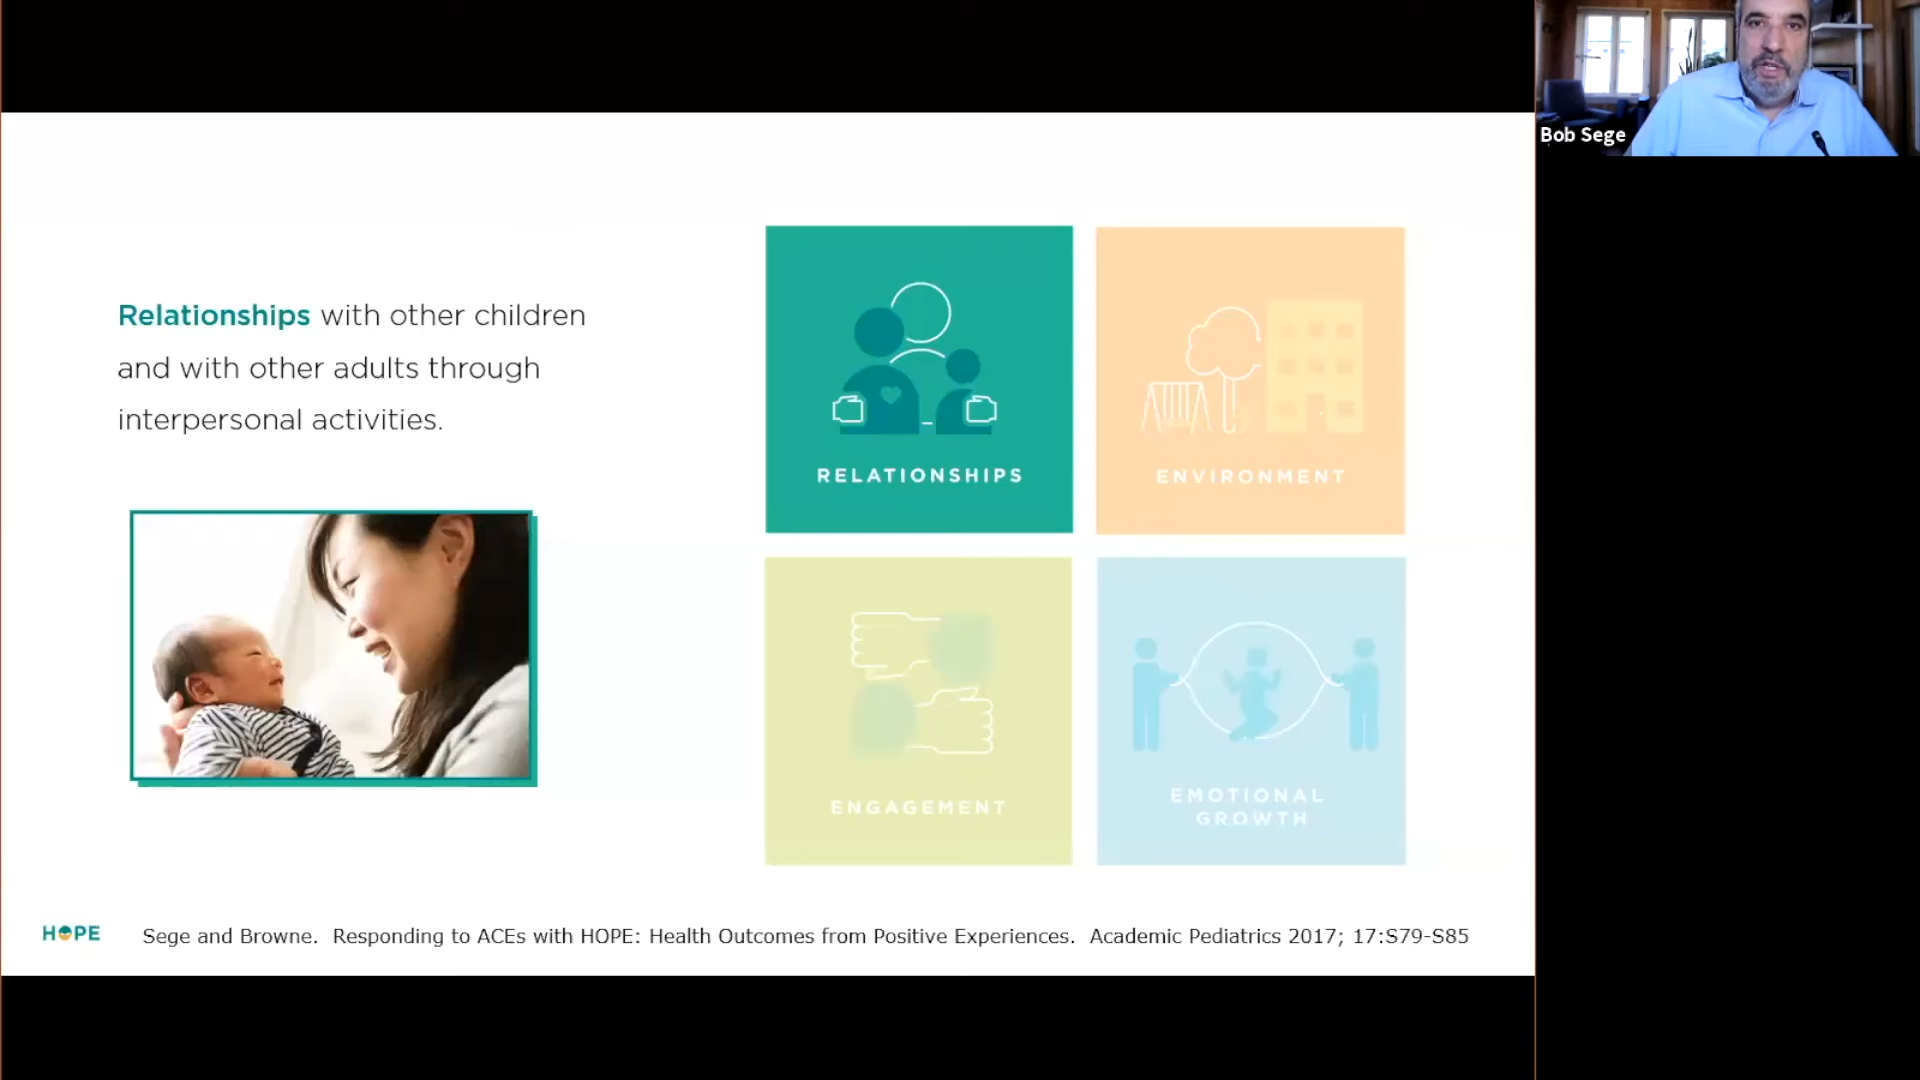 Bob Sege
Relationships with other children
and with other adults through
interpersonal activities.
RELATIONSHIPS
ENVIRONMENT
ENGAGEMENT
EMOTIONAL
GROWTH
HOPE
Sege and Browne. Responding to ACEs with HOPE: Health Outcomes from Positive Experiences. Academic Pediatrics 2017; 17:S79-S85